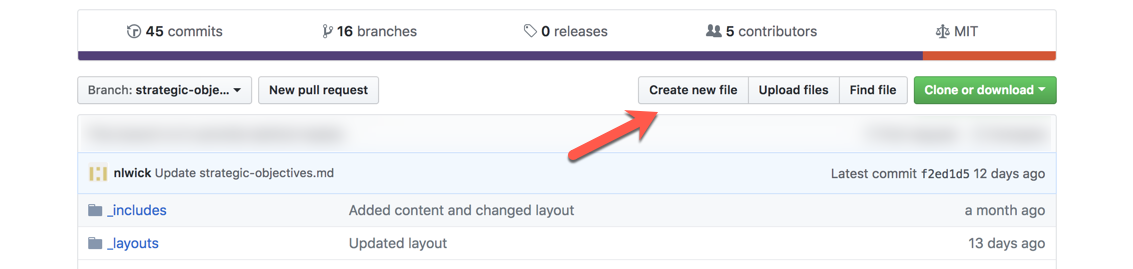 45 commits 16 branches 0 releases 5 contributors MIT
Branch: strategic-obje... New pull request Create new file Upload files Find file Clone or download
nlwick Update strategic-objectives.md Latest commit f2ed1d5 12 days ago
_includes Added content and changed layout a month ago
_layouts Updated layout 13 days ago